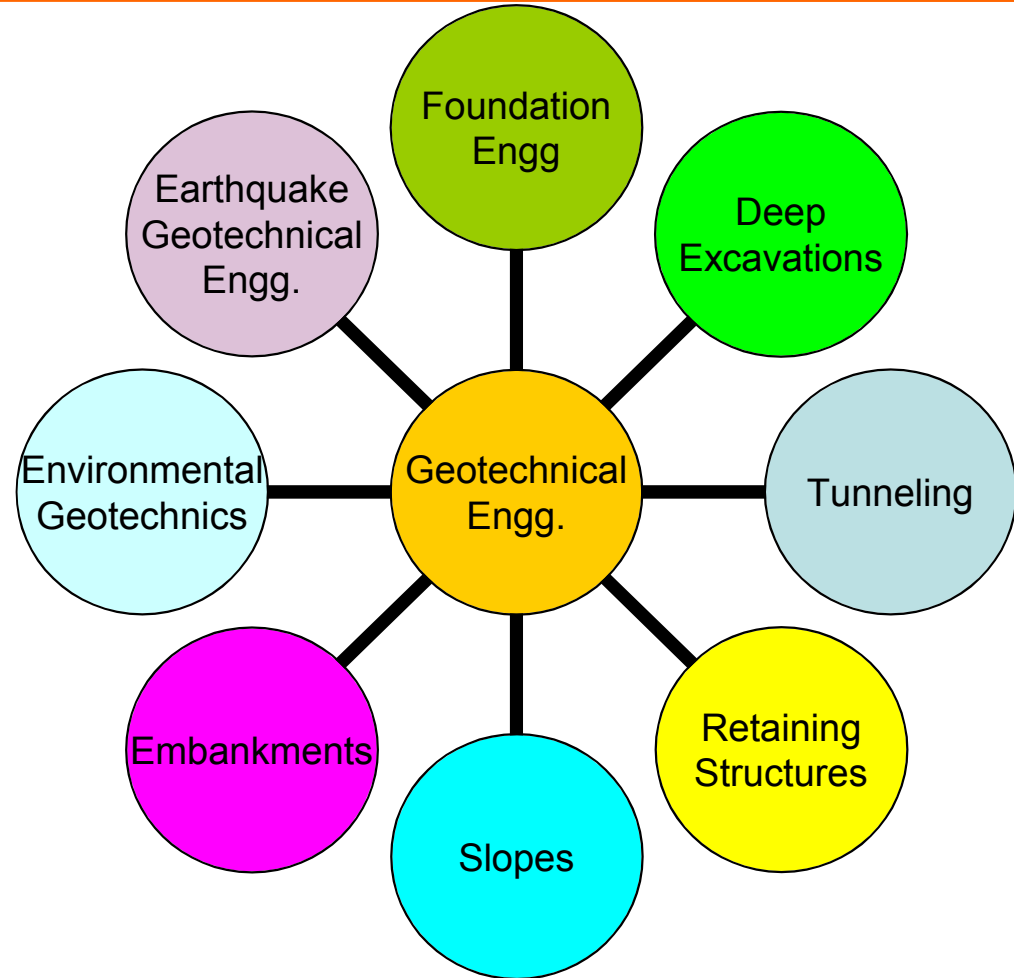 Foundation
Engg
Earthquake
Geotechnical
Engg.
Deep
Excavations
Environmental
Geotechnics
Geotechnical
Engg.
Tunneling
Embankments
Retaining
Structures
Slopes